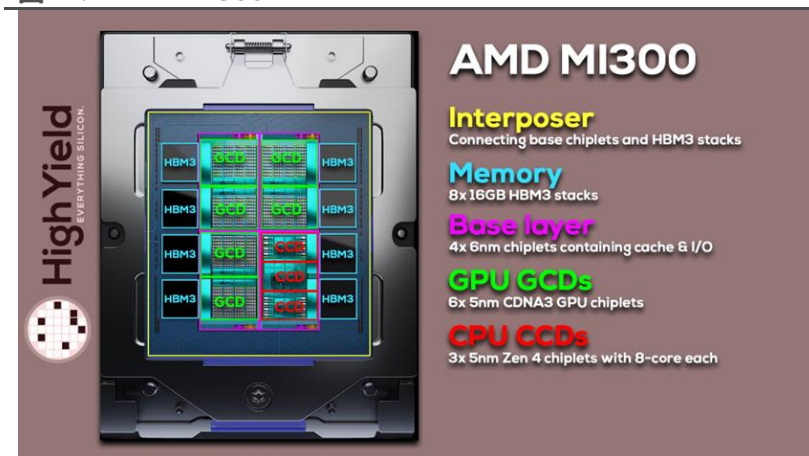 AMD MI300
Interposer
Connecting base chiplets and HBM3 stacks
Memory
8x 16GB HBM3 stacks
Base layer
4x 6nm chiplets containing cache & I/O
GPU GCDs
6x 5nm CDNA3 GPU chiplets
CPU CCDs
3x 5nm Zen 4 chiplets with 8-core each
High Yield
EVERYTHING SILICON.
HBM3 GCD GCD HBM3
HBM3 GCD GCD HBM3
HBM3 GCD CCD HBM3
CCD
HBM3 GCD CCD HBM3